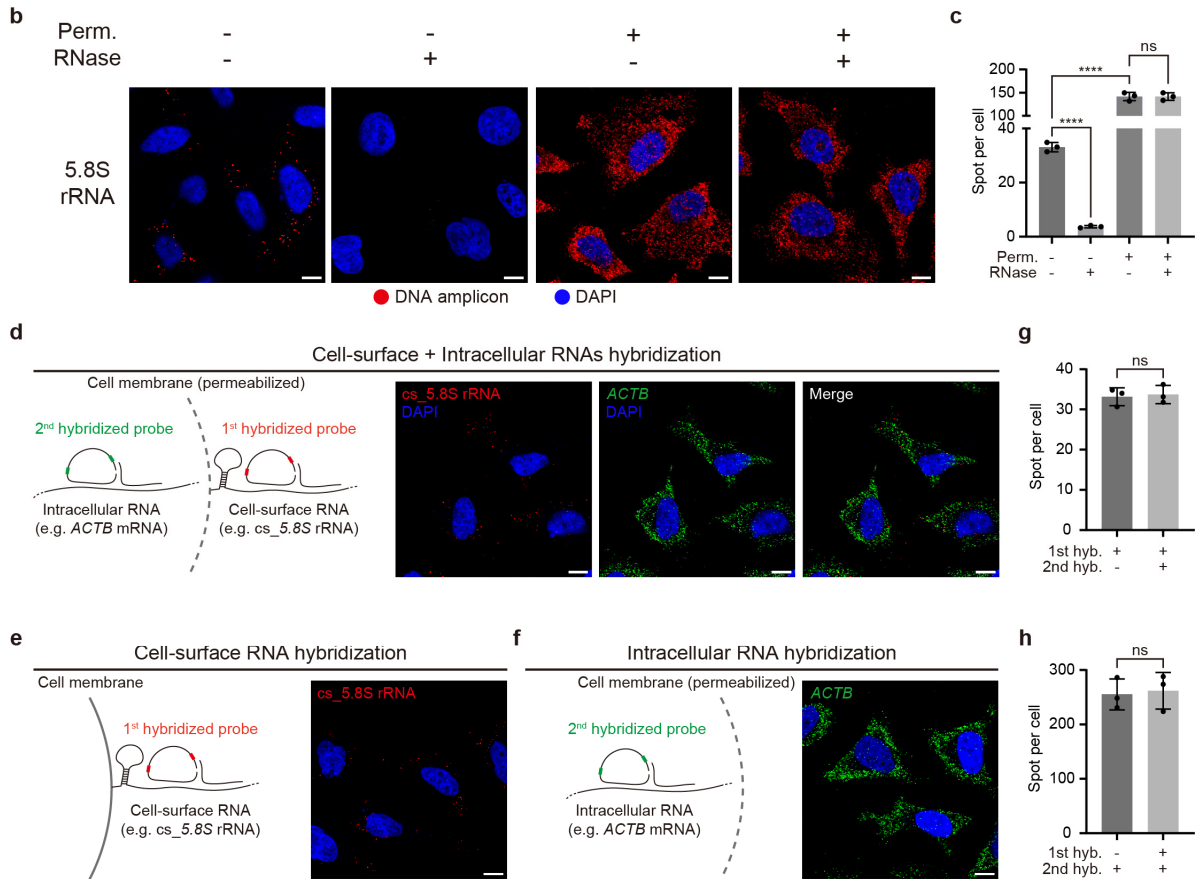 b
Perm. - - + +
RNase - + - +
5.8S
rRNA
DNA amplicon DAPI
c
ns
****
****
Spot per cell
200
150
100
40
20
0
Perm. - - + +
RNase - + - +
d
Cell-surface + Intracellular RNAs hybridization
Cell membrane (permeabilized)
2nd hybridized probe
1st hybridized probe
Intracellular RNA
(e.g. ACTB mRNA)
Cell-surface RNA
(e.g. cs_5.8S rRNA)
cs_5.8S rRNA
DAPI
ACTB
DAPI
Merge
g
ns
Spot per cell
40
30
20
10
0
1st hyb. + +
2nd hyb. - +
e
Cell-surface RNA hybridization
Cell membrane
1st hybridized probe
Cell-surface RNA
(e.g. cs_5.8S rRNA)
cs_5.8S rRNA
f
Intracellular RNA hybridization
Cell membrane (permeabilized)
2nd hybridized probe
Intracellular RNA
(e.g. ACTB mRNA)
ACTB
h
ns
Spot per cell
300
200
100
0
1st hyb. - +
2nd hyb. + +